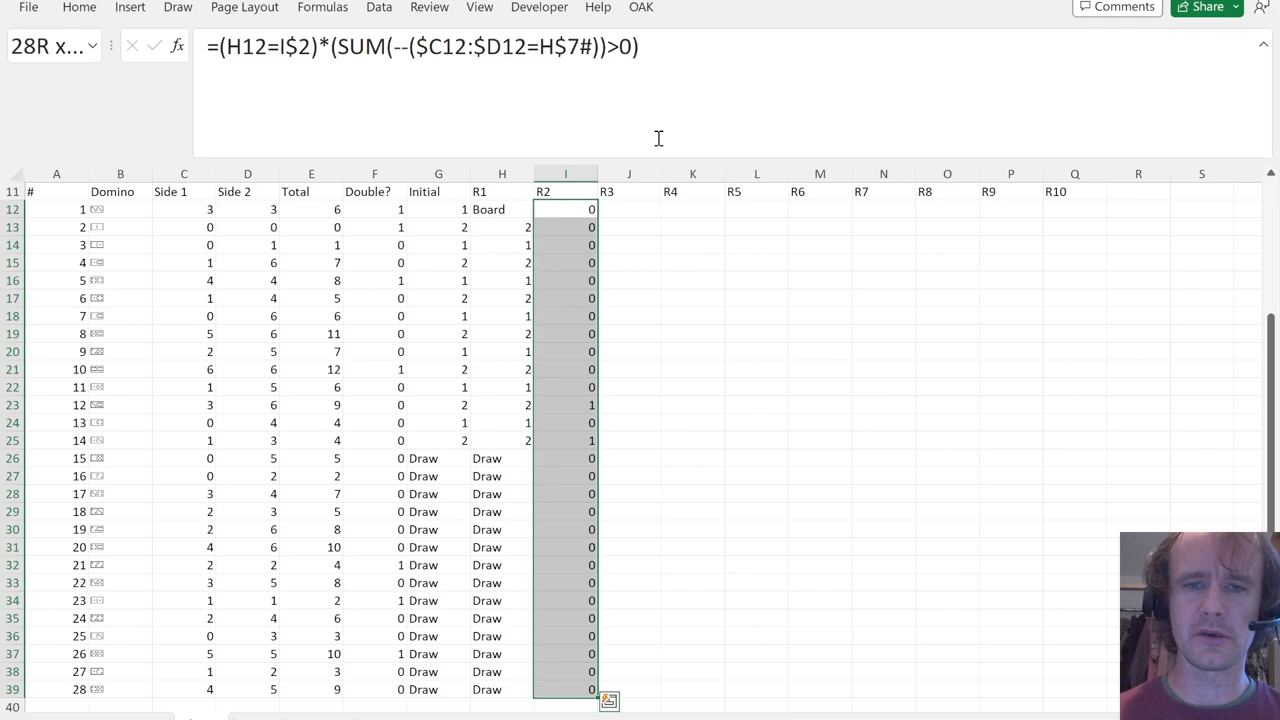 File Home Insert Draw Page Layout Formulas Data Review View Developer Help OAK Comments Share
28R x... fx =(H12=I$2)*(SUM(--($C12:$D12=H$7#))>0)
A B C D E F G H I J K L M N O P Q R S
11 # Domino Side 1 Side 2 Total Double? Initial R1 R2 R3 R4 R5 R6 R7 R8 R9 R10
12 1 3 3 6 1 1 Board 0
13 2 0 0 0 1 2 2 0
14 3 0 1 1 0 1 1 0
15 4 1 6 7 0 2 2 0
16 5 4 4 8 1 1 1 0
17 6 1 4 5 0 2 2 0
18 7 0 6 6 0 1 1 0
19 8 5 6 11 0 2 2 0
20 9 2 5 7 0 1 1 0
21 10 6 6 12 1 2 2 0
22 11 1 5 6 0 1 1 0
23 12 3 6 9 0 2 2 1
24 13 0 4 4 0 1 1 0
25 14 1 3 4 0 2 2 1
26 15 0 5 5 0 Draw Draw 0
27 16 0 2 2 0 Draw Draw 0
28 17 3 4 7 0 Draw Draw 0
29 18 2 3 5 0 Draw Draw 0
30 19 2 6 8 0 Draw Draw 0
31 20 4 6 10 0 Draw Draw 0
32 21 2 2 4 1 Draw Draw 0
33 22 3 5 8 0 Draw Draw 0
34 23 1 1 2 1 Draw Draw 0
35 24 2 4 6 0 Draw Draw 0
36 25 0 3 3 0 Draw Draw 0
37 26 5 5 10 1 Draw Draw 0
38 27 1 2 3 0 Draw Draw 0
39 28 4 5 9 0 Draw Draw 0
40